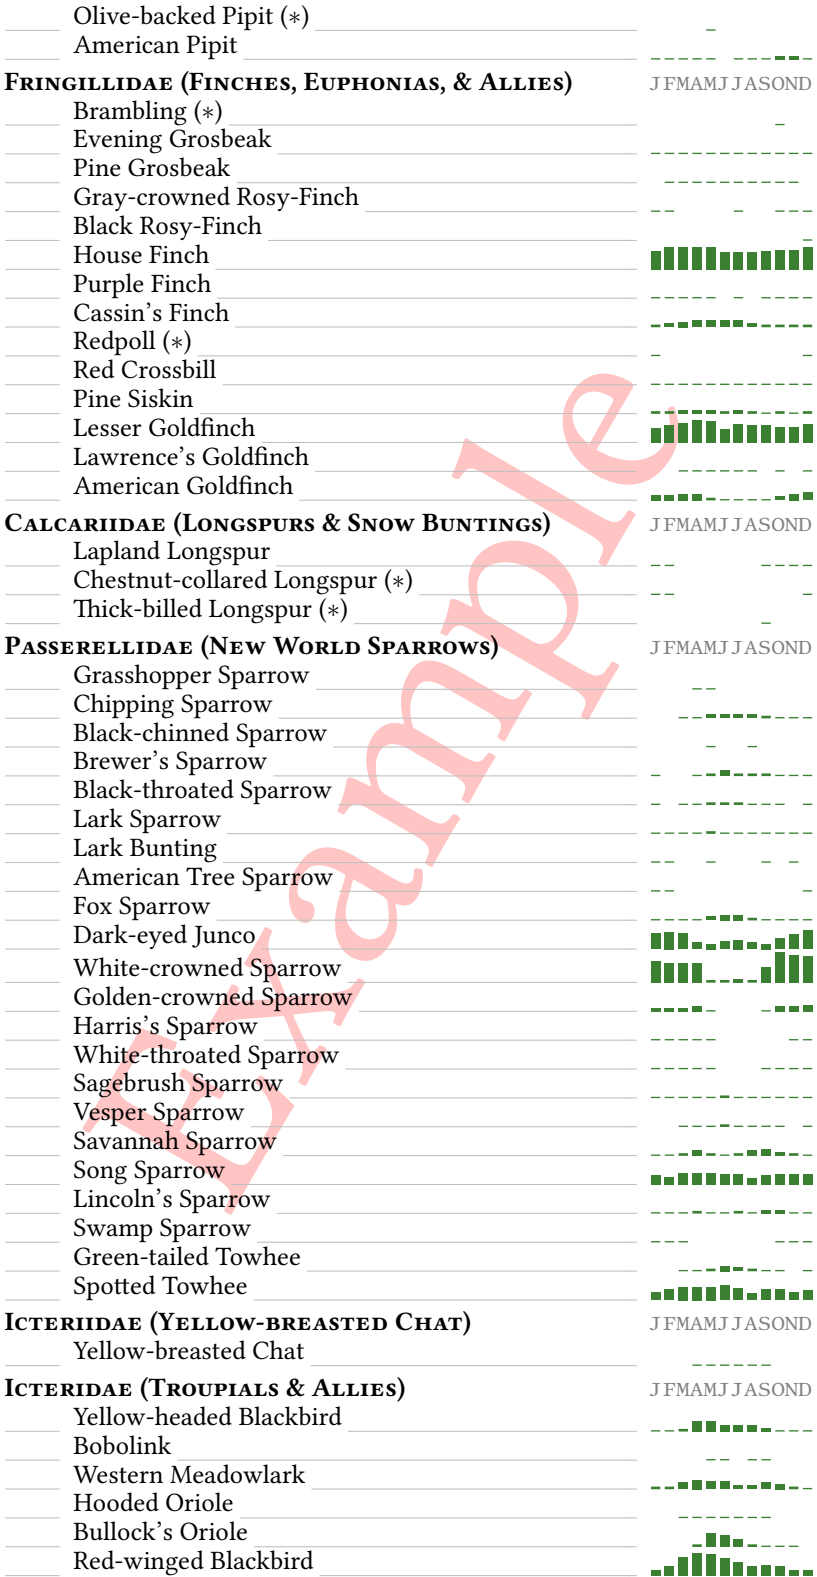 Olive-backed Pipit (*)
American Pipit
Fringillidae (Finches, Euphonias, & Allies) JFMAMJJASOND
Brambling (*)
Evening Grosbeak
Pine Grosbeak
Gray-crowned Rosy-Finch
Black Rosy-Finch
House Finch
Purple Finch
Cassin's Finch
Redpoll (*)
Red Crossbill
Pine Siskin
Lesser Goldfinch
Lawrence's Goldfinch
American Goldfinch
Calcariidae (Longspurs & Snow Buntings) JFMAMJJASOND
Lapland Longspur
Chestnut-collared Longspur (*)
Thick-billed Longspur (*)
Passerellidae (New World Sparrows) JFMAMJJASOND
Grasshopper Sparrow
Chipping Sparrow
Black-chinned Sparrow
Brewer's Sparrow
Black-throated Sparrow
Lark Sparrow
Lark Bunting
American Tree Sparrow
Fox Sparrow
Dark-eyed Junco
White-crowned Sparrow
Golden-crowned Sparrow
Harris's Sparrow
White-throated Sparrow
Sagebrush Sparrow
Vesper Sparrow
Savannah Sparrow
Song Sparrow
Lincoln's Sparrow
Swamp Sparrow
Green-tailed Towhee
Spotted Towhee
Icteriidae (Yellow-breasted Chat) JFMAMJJASOND
Yellow-breasted Chat
Icteridae (Troupials & Allies) JFMAMJJASOND
Yellow-headed Blackbird
Bobolink
Western Meadowlark
Hooded Oriole
Bullock's Oriole
Red-winged Blackbird
Example